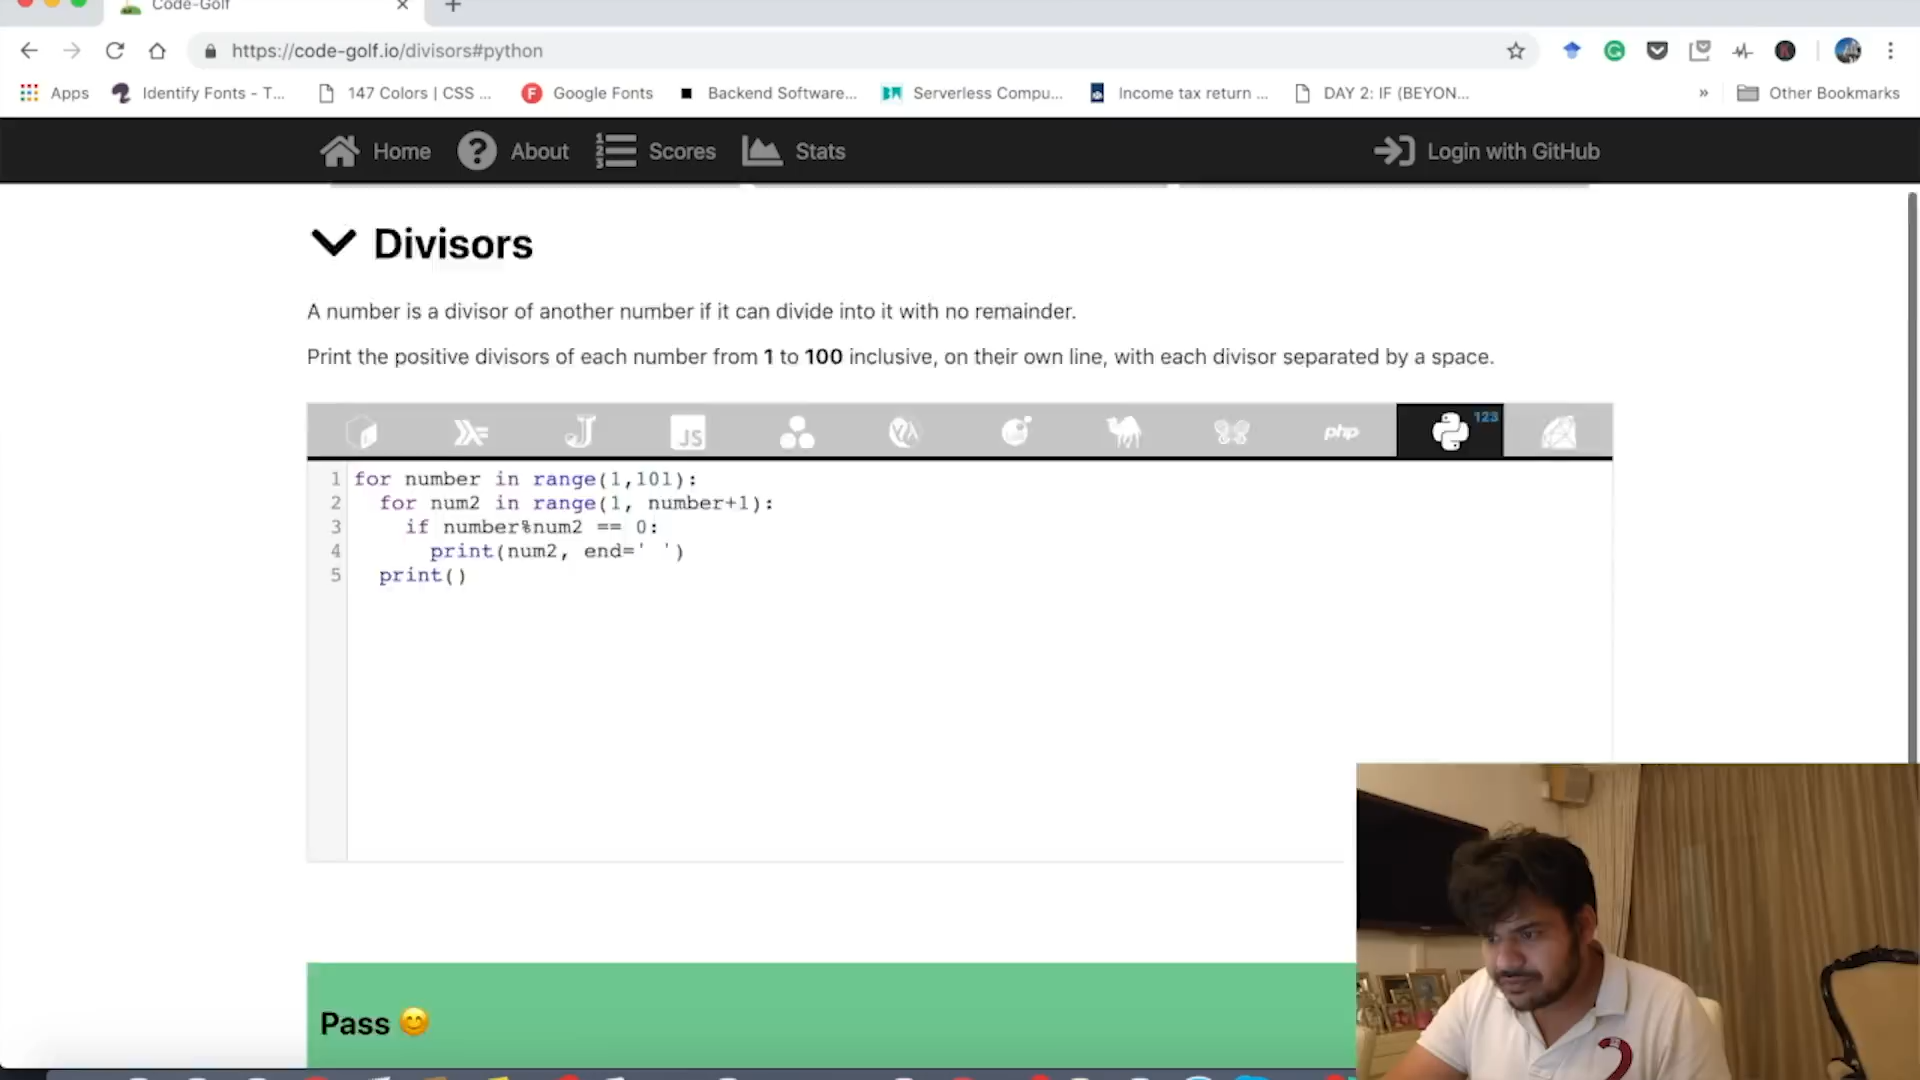 Code-Golf
https://code-golf.io/divisors#python
Apps
Identify Fonts - T...
147 Colors | CSS ...
Google Fonts
Backend Software...
Serverless Compu...
Income tax return ...
DAY 2: IF (BEYON...
»
Other Bookmarks
Home
About
Scores
Stats
Login with GitHub
Divisors
A number is a divisor of another number if it can divide into it with no remainder.
Print the positive divisors of each number from 1 to 100 inclusive, on their own line, with each divisor separated by a space.
JS
php
123
1 for number in range(1,101):
2 for num2 in range(1, number+1):
3 if number%num2 == 0:
4 print(num2, end=' ')
5 print()
Pass 😊